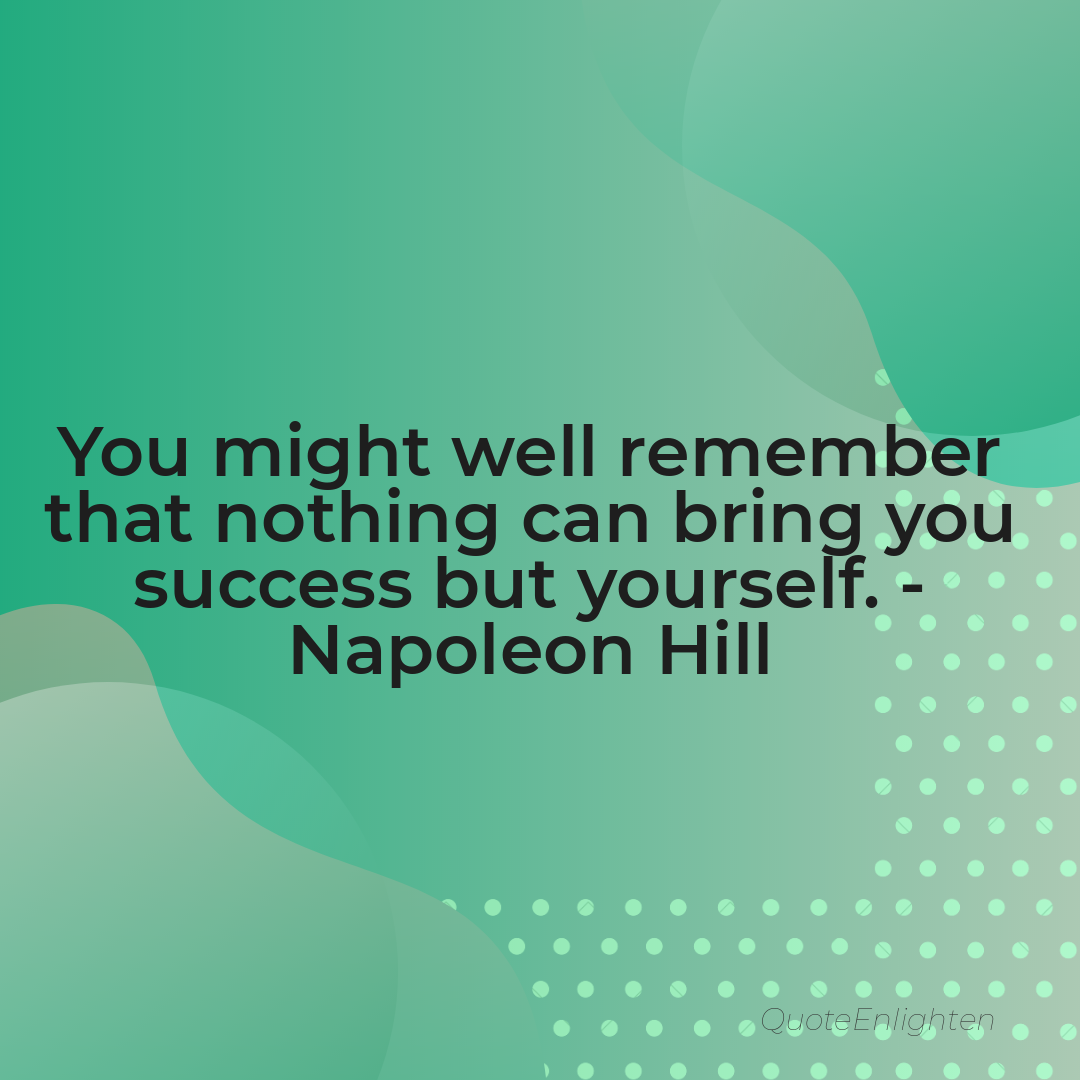 You might well remember
that nothing can bring you
success but yourself. -
Napoleon Hill
QuoteEnlighten